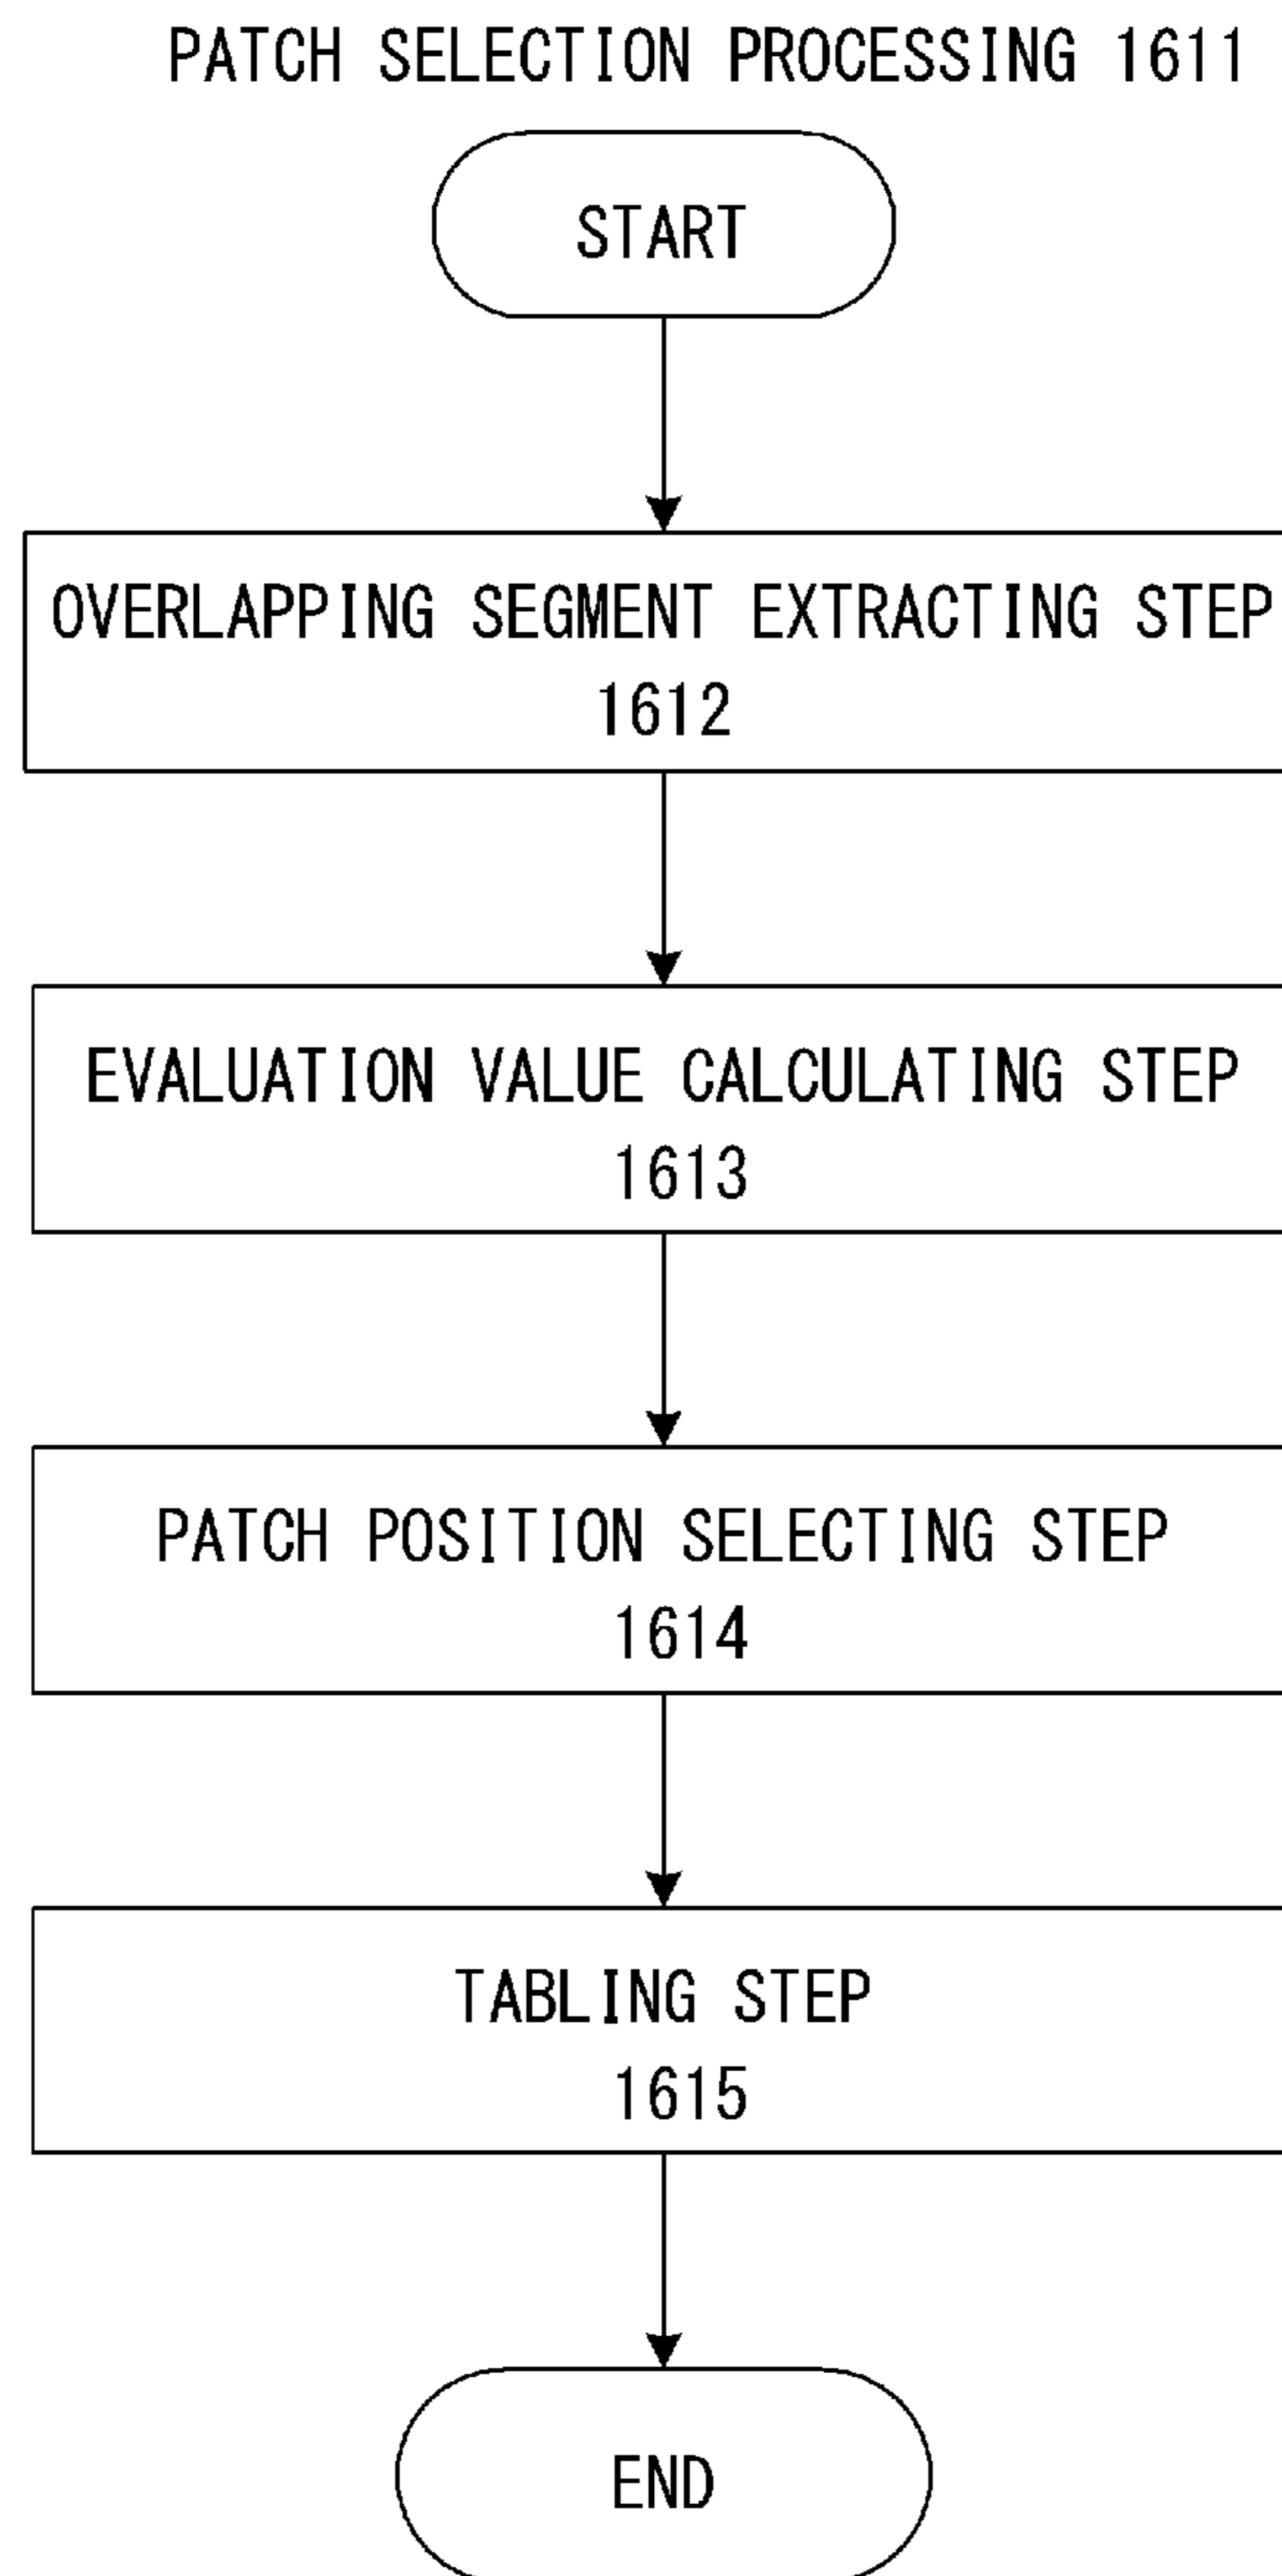 PATCH SELECTION PROCESSING 1611
START
OVERLAPPING SEGMENT EXTRACTING STEP
1612
EVALUATION VALUE CALCULATING STEP
1613
PATCH POSITION SELECTING STEP
1614
TABLING STEP
1615
END